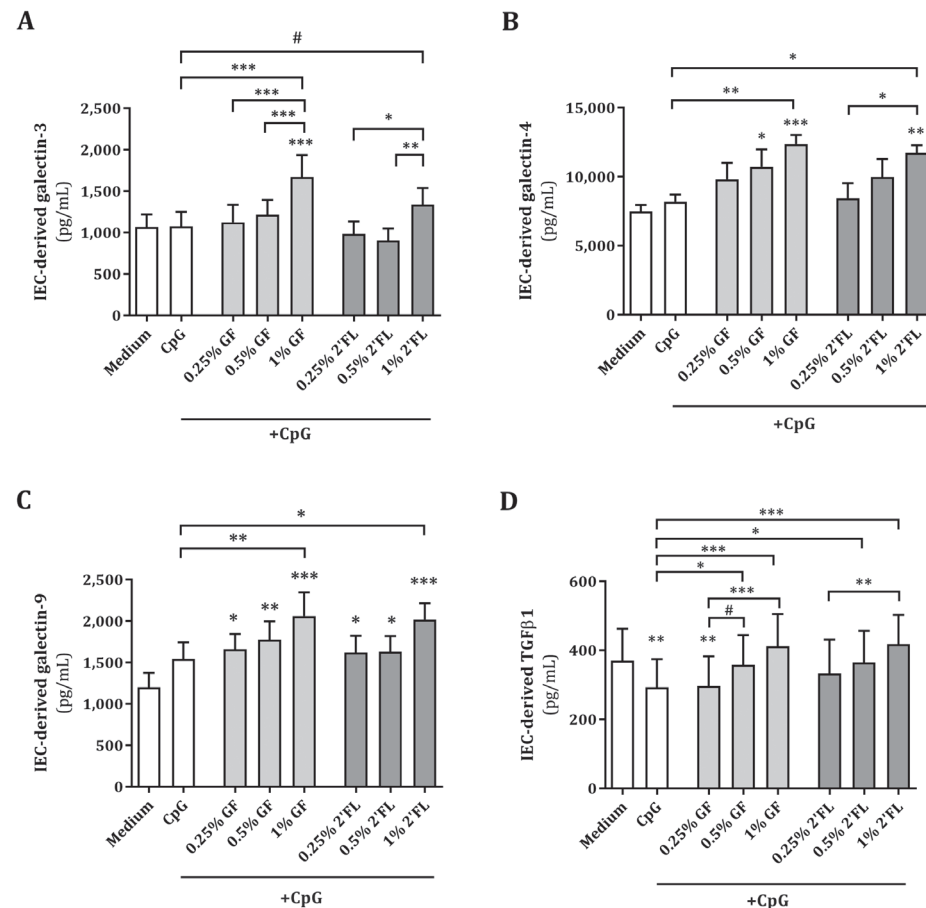 A
#
***
***
*
***
**
***
IEC-derived galectin-3
(pg/mL)
2,500
2,000
1,500
1,000
500
0
Medium
CpG
0.25% GF
0.5% GF
1% GF
0.25% 2'FL
0.5% 2'FL
1% 2'FL
+CpG
B
*
**
*
*
***
**
IEC-derived galectin-4
(pg/mL)
15,000
10,000
5,000
0
Medium
CpG
0.25% GF
0.5% GF
1% GF
0.25% 2'FL
0.5% 2'FL
1% 2'FL
+CpG
C
*
**
*
**
***
*
*
***
IEC-derived galectin-9
(pg/mL)
2,500
2,000
1,500
1,000
500
0
Medium
CpG
0.25% GF
0.5% GF
1% GF
0.25% 2'FL
0.5% 2'FL
1% 2'FL
+CpG
D
***
*
***
*
***
**
#
**
**
IEC-derived TGFβ1
(pg/mL)
600
400
200
0
Medium
CpG
0.25% GF
0.5% GF
1% GF
0.25% 2'FL
0.5% 2'FL
1% 2'FL
+CpG